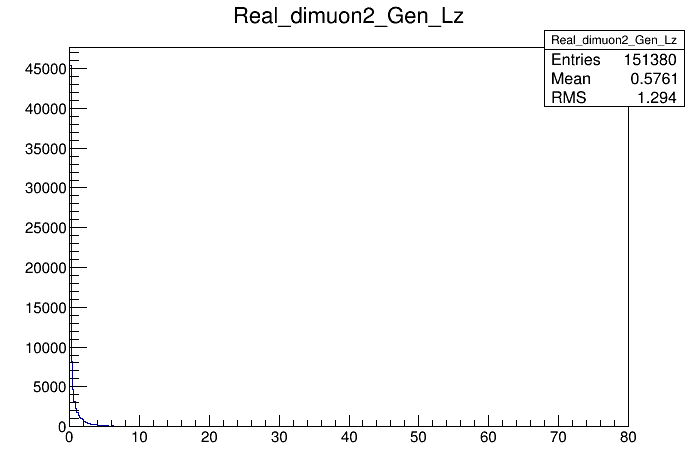 Real_dimuon2_Gen_Lz
Real_dimuon2_Gen_Lz
Entries 151380
Mean 0.5761
RMS 1.294
45000
40000
35000
30000
25000
20000
15000
10000
5000
0
0 10 20 30 40 50 60 70 80